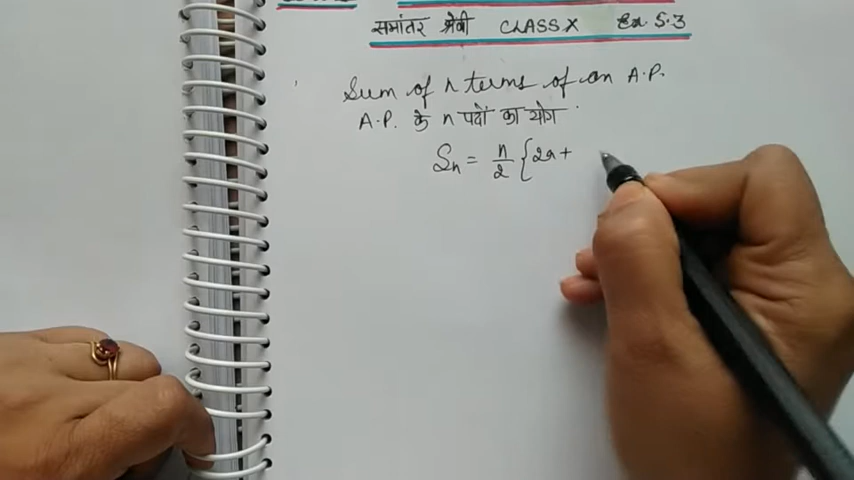 समांतर श्रेढी CLASS X Ex. 5.3
Sum of n terms of an A.P.
A.P. के n पदों का योग
Sn = n/2 {2a +